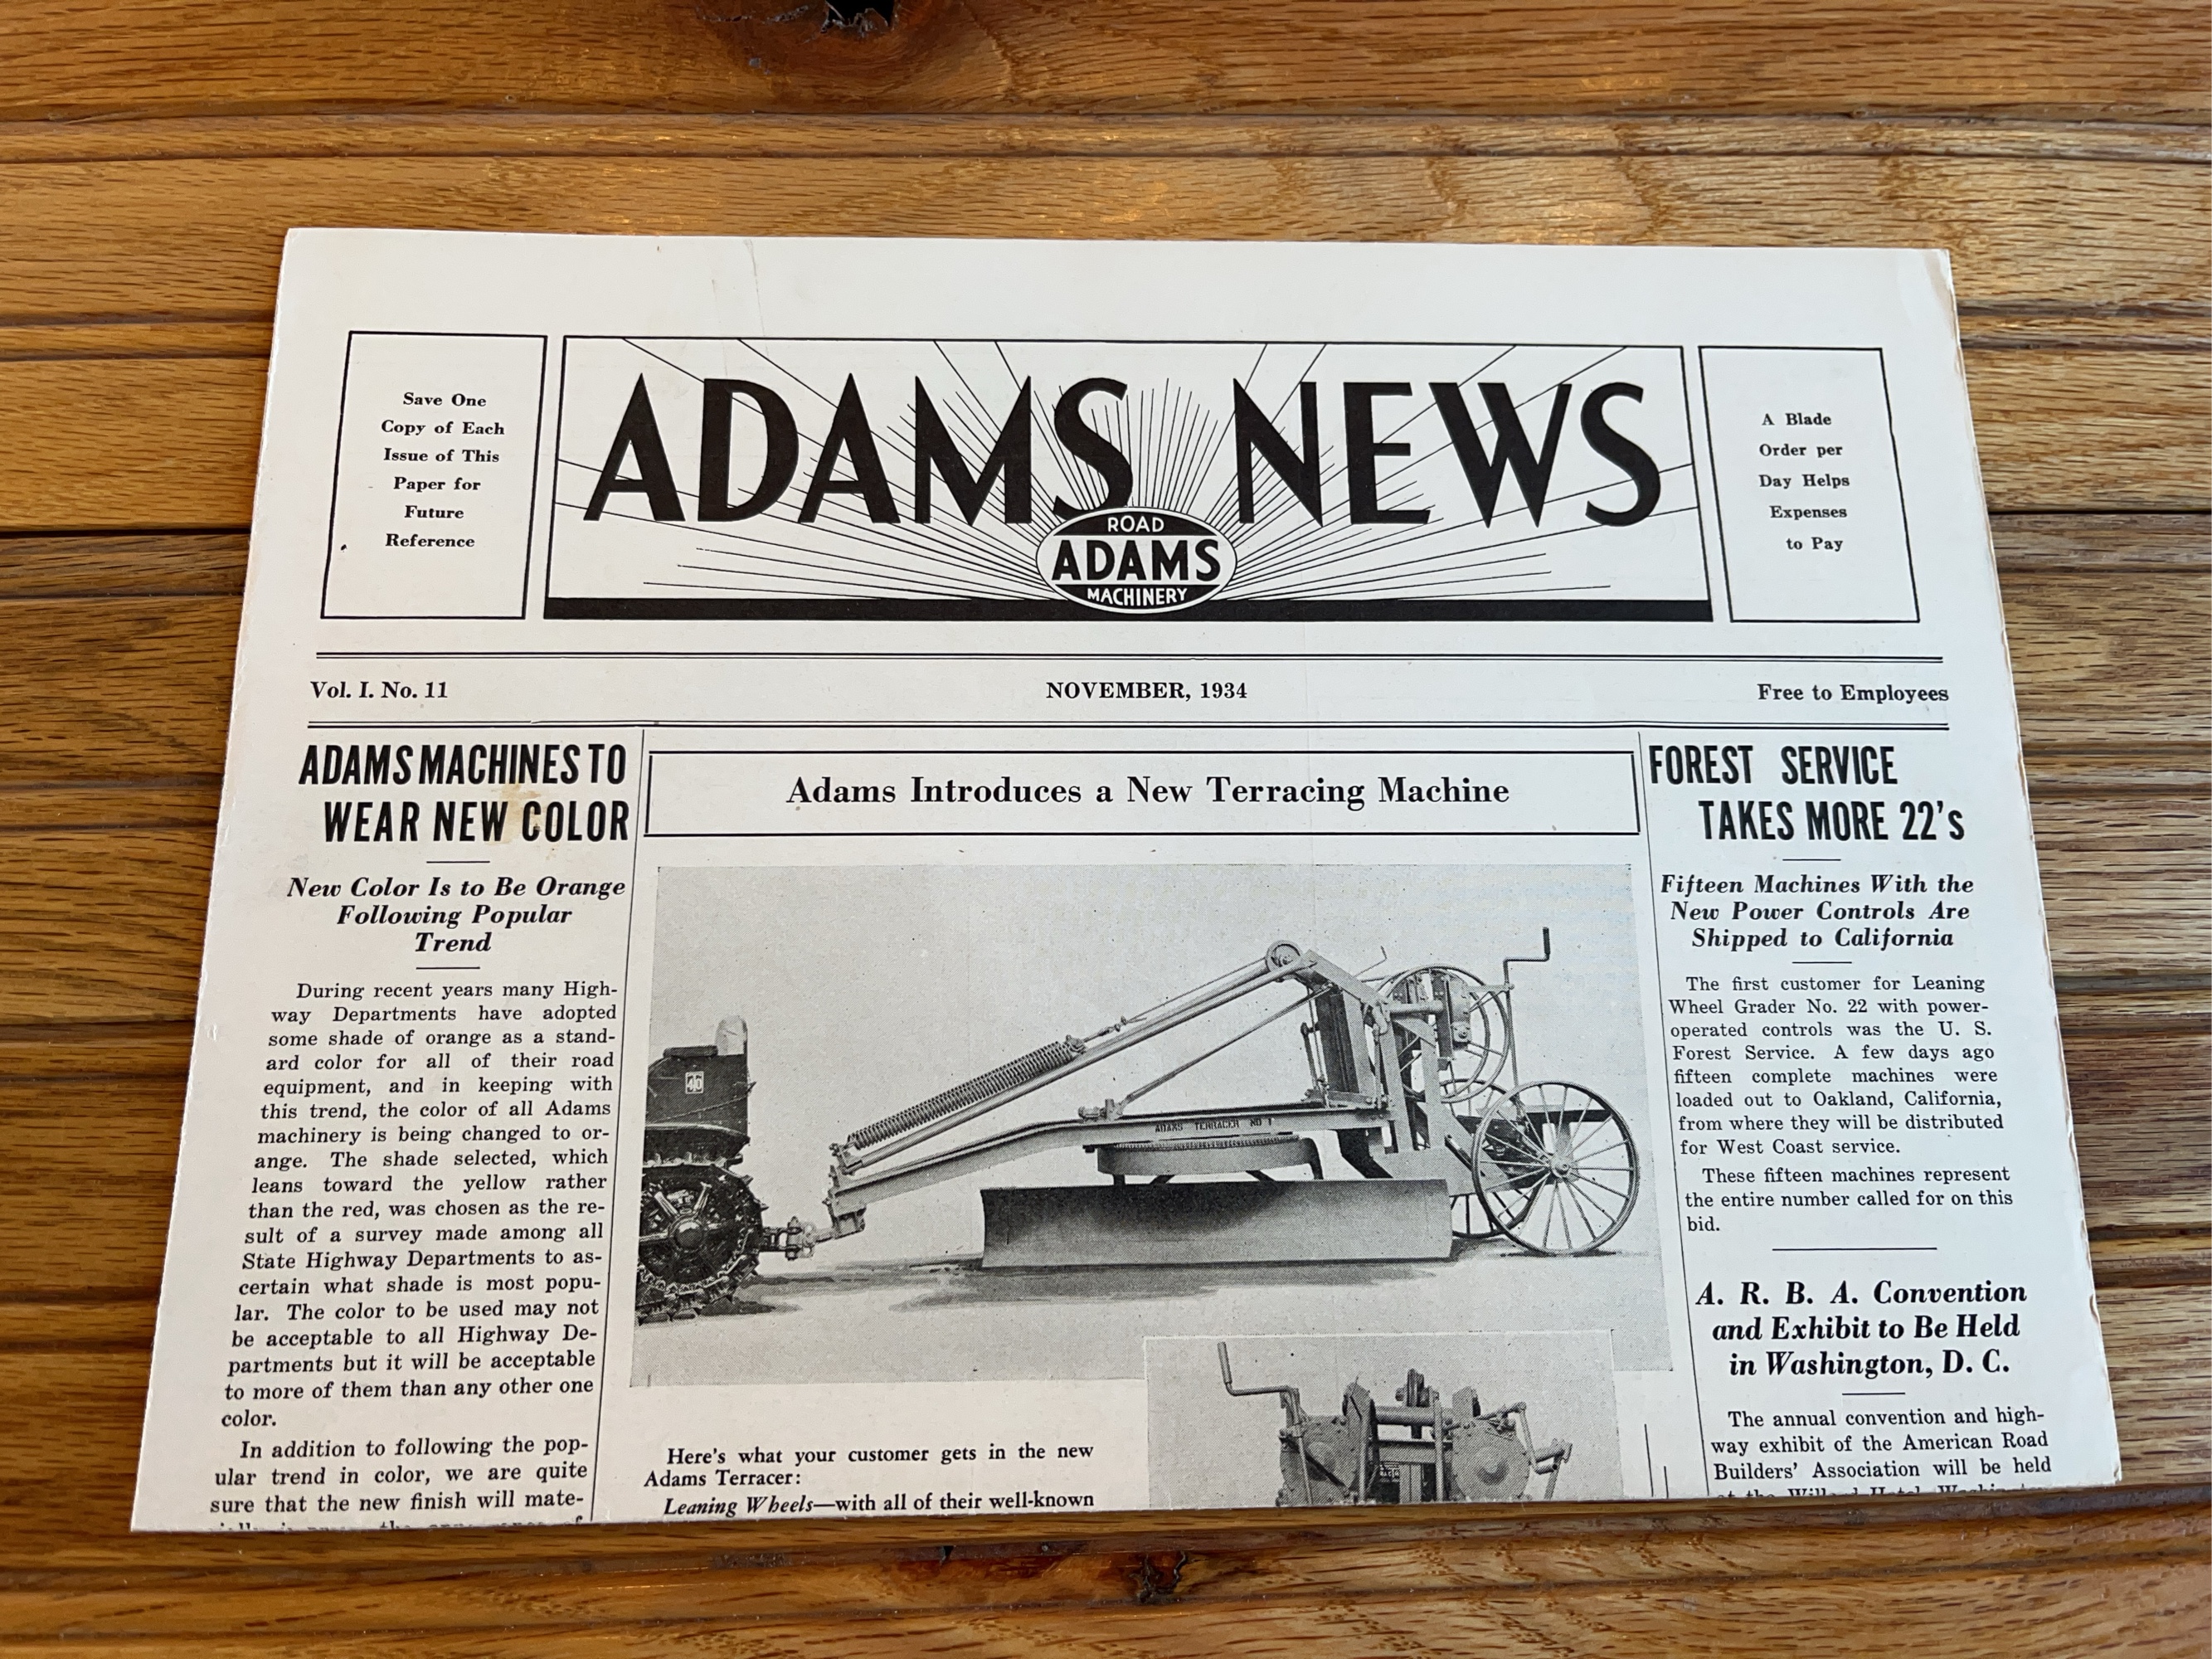 Save One
Copy of Each
Issue of This
Paper for
Future
Reference
ADAMS NEWS
ROAD
ADAMS
MACHINERY
A Blade
Order per
Day Helps
Expenses
to Pay
Vol. I. No. 11
NOVEMBER, 1934
Free to Employees
ADAMS MACHINES TO
WEAR NEW COLOR
New Color Is to Be Orange
Following Popular
Trend
During recent years many High-
way Departments have adopted
some shade of orange as a stand-
ard color for all of their road
equipment, and in keeping with
this trend, the color of all Adams
machinery is being changed to or-
ange. The shade selected, which
leans toward the yellow rather
than the red, was chosen as the re-
sult of a survey made among all
State Highway Departments to as-
certain what shade is most popu-
lar. The color to be used may not
be acceptable to all Highway De-
partments but it will be acceptable
to more of them than any other one
color.
In addition to following the pop-
ular trend in color, we are quite
sure that the new finish will mate-
Adams Introduces a New Terracing Machine
40
ADAMS TERRACER NO 1
Here's what your customer gets in the new
Adams Terracer:
Leaning Wheels—with all of their well-known
FOREST SERVICE
TAKES MORE 22's
Fifteen Machines With the
New Power Controls Are
Shipped to California
The first customer for Leaning
Wheel Grader No. 22 with power-
operated controls was the U. S.
Forest Service. A few days ago
fifteen complete machines were
loaded out to Oakland, California,
from where they will be distributed
for West Coast service.
These fifteen machines represent
the entire number called for on this
bid.
A. R. B. A. Convention
and Exhibit to Be Held
in Washington, D. C.
The annual convention and high-
way exhibit of the American Road
Builders' Association will be held